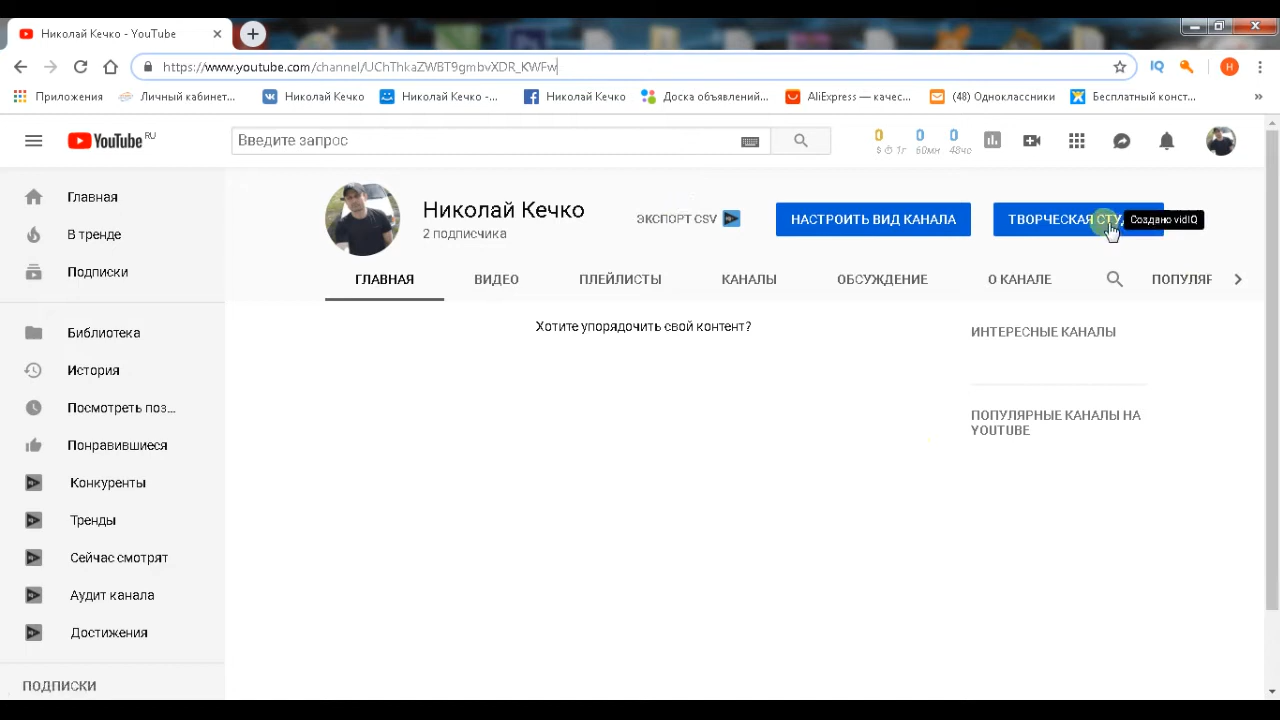 Николай Кечко - YouTube
https://www.youtube.com/channel/UChThkaZWBT9gmbvXDR_KWFw
IQ
H
Приложения
Личный кабинет...
Николай Кечко
Николай Кечко -...
Николай Кечко
Доска объявлений...
AliExpress — качес...
(48) Одноклассники
Бесплатный конст...
»
YouTube RU
Введите запрос
0 0 0
$ 1г 60мн 48чо
Главная
В тренде
Подписки
Библиотека
История
Посмотреть поз...
Понравившиеся
Конкуренты
Тренды
Сейчас смотрят
Аудит канала
Достижения
ПОДПИСКИ
Николай Кечко
2 подписчика
ЭКСПОРТ CSV
НАСТРОИТЬ ВИД КАНАЛА
ТВОРЧЕСКАЯ
Создано vidIQ
ГЛАВНАЯ
ВИДЕО
ПЛЕЙЛИСТЫ
КАНАЛЫ
ОБСУЖДЕНИЕ
О КАНАЛЕ
ПОПУЛЯР
Хотите упорядочить свой контент?
ИНТЕРЕСНЫЕ КАНАЛЫ
ПОПУЛЯРНЫЕ КАНАЛЫ НА
YOUTUBE